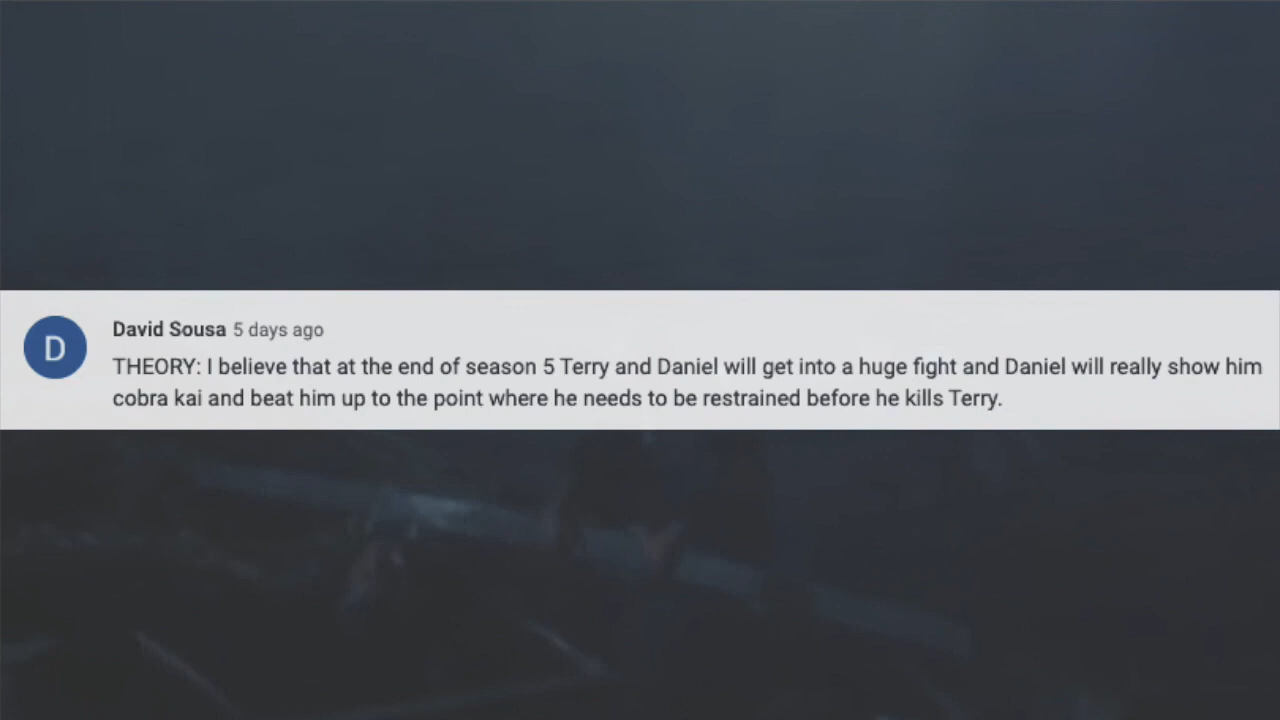 D
David Sousa 5 days ago
THEORY: I believe that at the end of season 5 Terry and Daniel will get into a huge fight and Daniel will really show him
cobra kai and beat him up to the point where he needs to be restrained before he kills Terry.